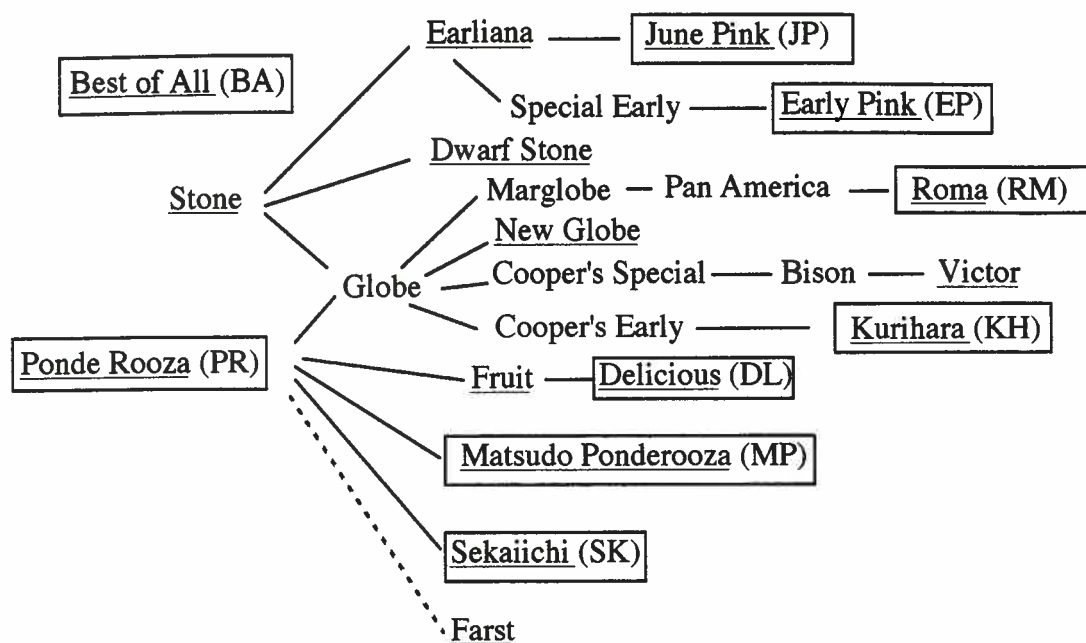 Earliana
June Pink (JP)
Best of All (BA)
Special Early
Early Pink (EP)
Dwarf Stone
Stone
Marglobe
Pan America
Roma (RM)
New Globe
Globe
Cooper's Special
Bison
Victor
Cooper's Early
Kurihara (KH)
Ponde Rooza (PR)
Fruit
Delicious (DL)
Matsudo Ponderooza (MP)
Sekaiichi (SK)
Farst